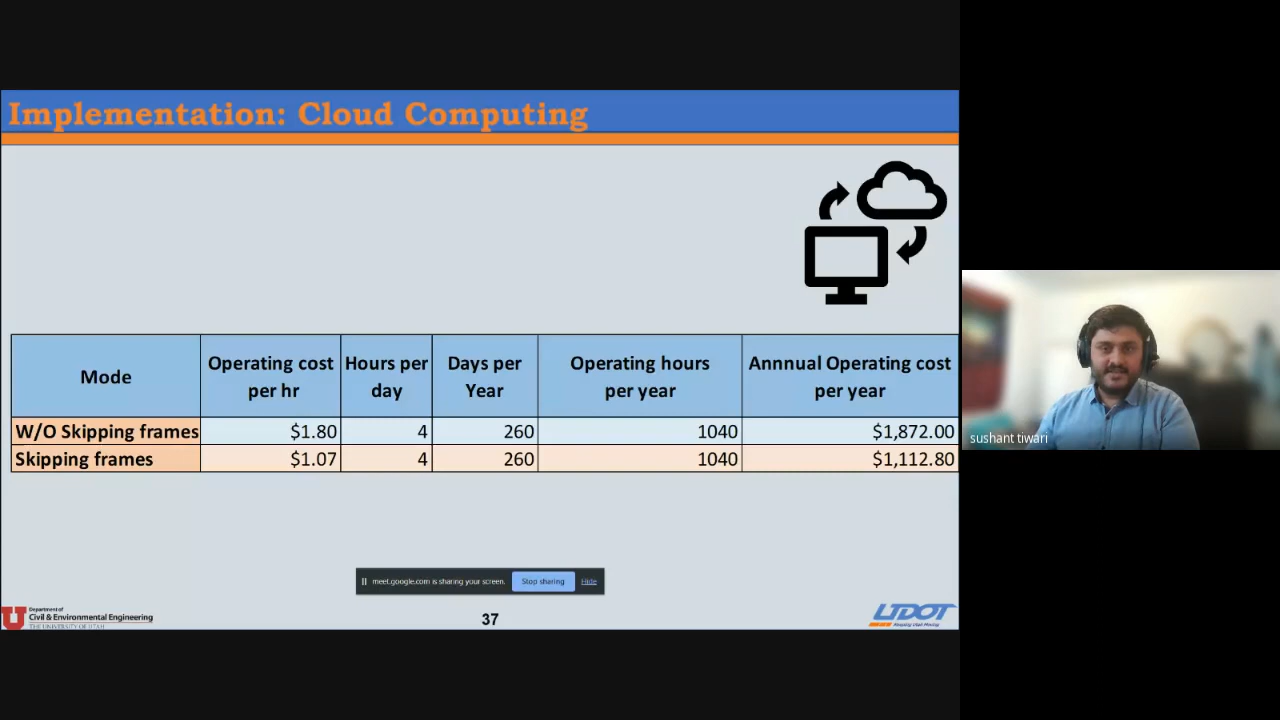 Implementation: Cloud Computing
Mode Operating cost per hr Hours per day Days per Year Operating hours per year Annnual Operating cost per year
W/O Skipping frames $1.80 4 260 1040 $1,872.00
Skipping frames $1.07 4 260 1040 $1,112.80
sushant tiwari
meet.google.com is sharing your screen. Stop sharing Hide
Department of
Civil & Environmental Engineering
THE UNIVERSITY OF UTAH
37
UDOT
Keeping Utah Moving